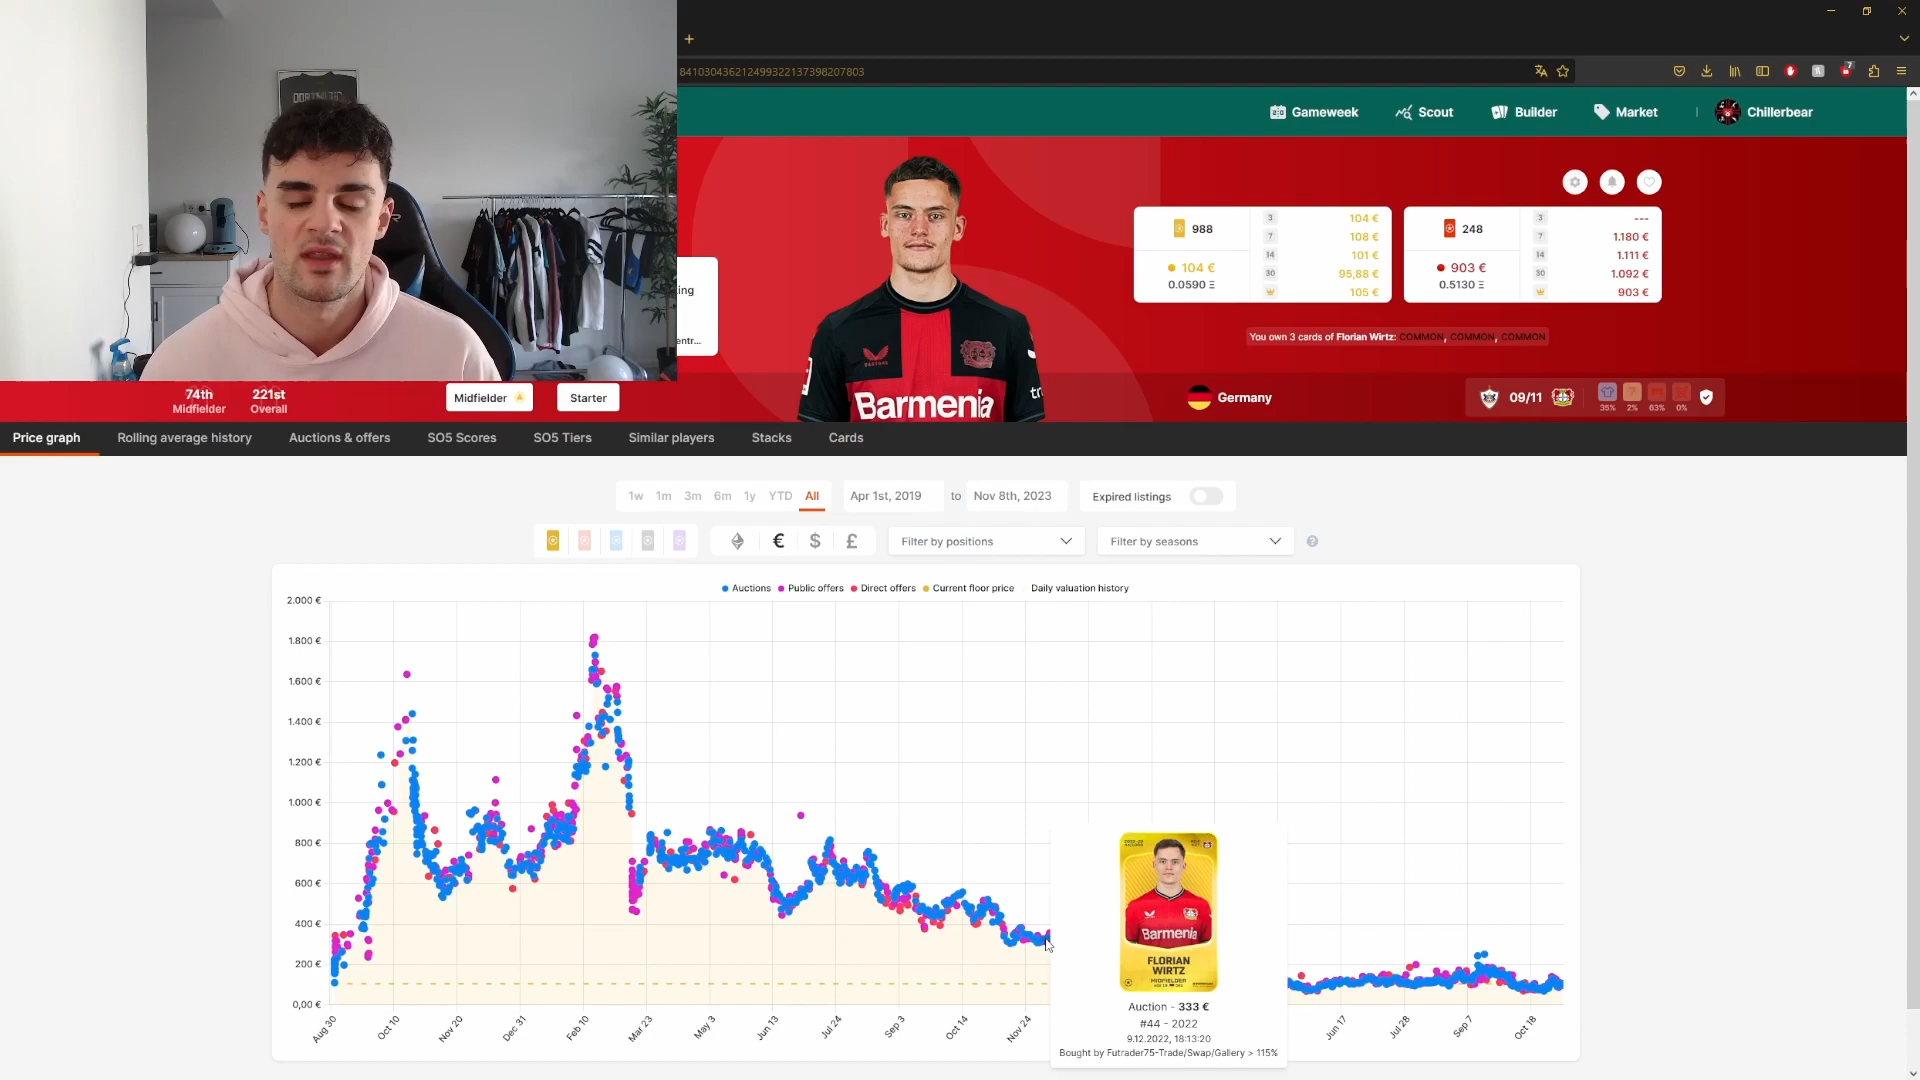 DORTMUND
+
84103043621249932213739820​7803
7
Gameweek
Scout
Builder
Market
Chillerbear
988
104 €
0.0590 Ξ
3 104 €
7 108 €
14 101 €
30 95,88 €
105 €
248
903 €
0.5130 Ξ
3 ---
7 1.180 €
14 1.111 €
30 1.092 €
903 €
You own 3 cards of Florian Wirtz: COMMON, COMMON, COMMON
Barmenia
74th
Midfielder
221st
Overall
Midfielder
Starter
Germany
09/11
35% 2% 63% 0%
Price graph
Rolling average history
Auctions & offers
SO5 Scores
SO5 Tiers
Similar players
Stacks
Cards
1w 1m 3m 6m 1y YTD All
Apr 1st, 2019 to Nov 8th, 2023
Expired listings
€ $ £
Filter by positions
Filter by seasons
?
Auctions Public offers Direct offers Current floor price Daily valuation history
2.000 €
1.800 €
1.600 €
1.400 €
1.200 €
1.000 €
800 €
600 €
400 €
200 €
0,00 €
Aug 30 Oct 10 Nov 20 Dec 31 Feb 10 Mar 23 May 3 Jun 13 Jul 24 Sep 3 Oct 14 Nov 24 Jun 17 Jul 28 Sep 7 Oct 18
Barmenia
FLORIAN
WIRTZ
MIDFIELDER
Auction - 333 €
#44 - 2022
9.12.2022, 18:13:20
Bought by Futrader75-Trade/Swap/Gallery > 115%